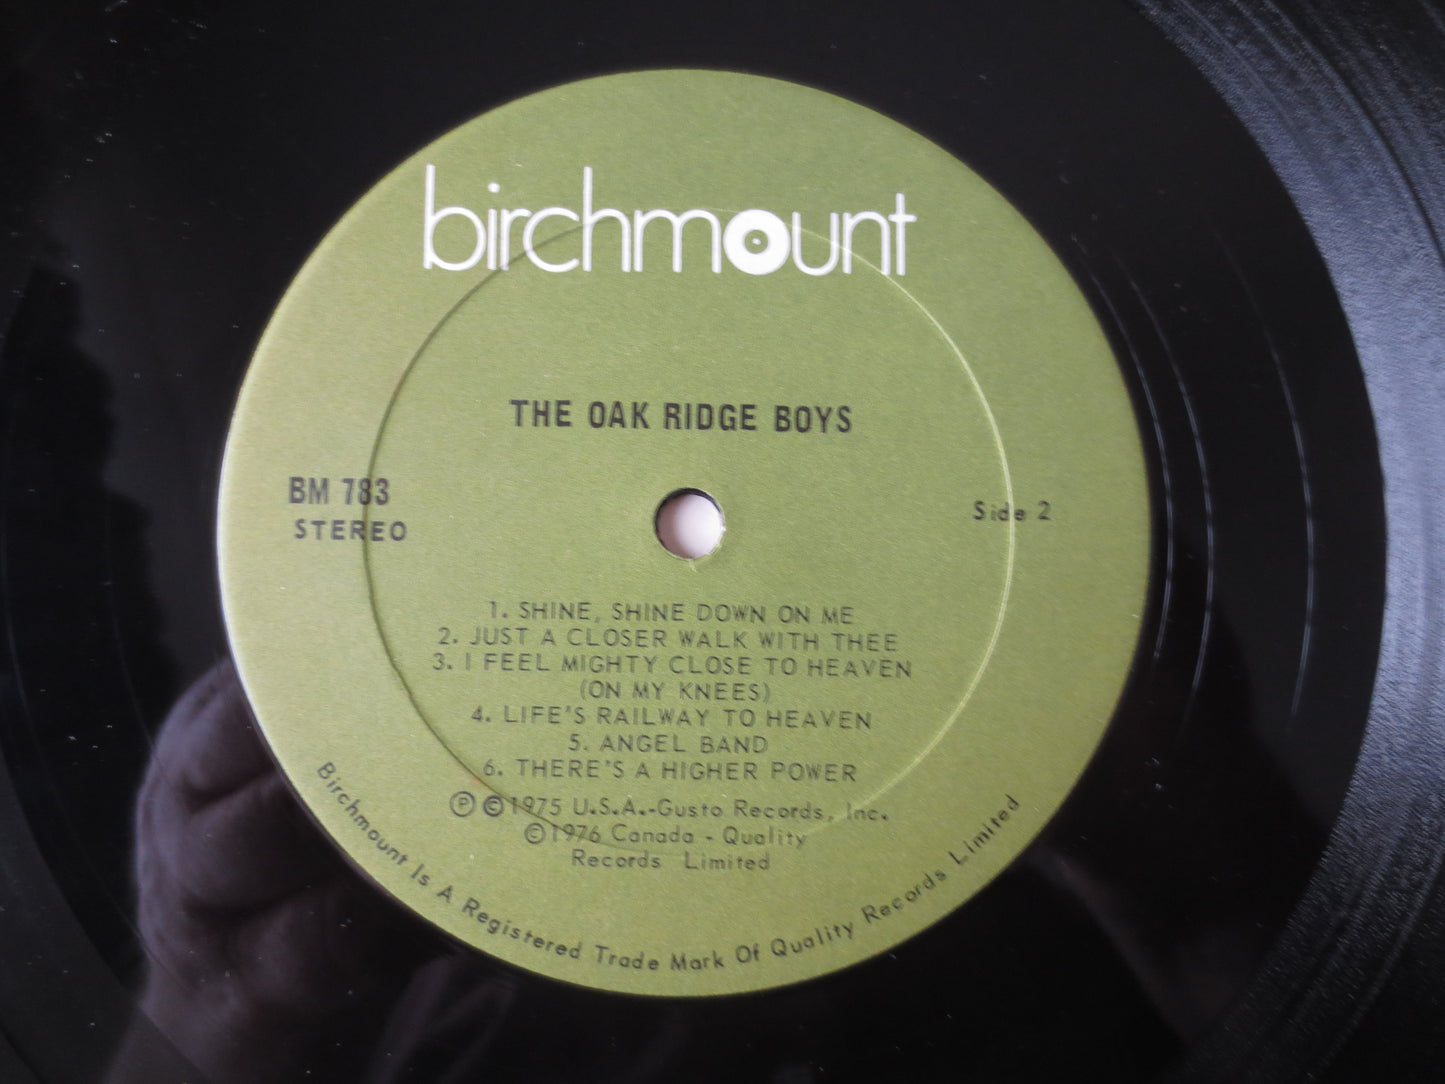 birchmount
THE OAK RIDGE BOYS
BM 783
STEREO
Side 2
1. SHINE, SHINE DOWN ON ME
2. JUST A CLOSER WALK WITH THEE
3. I FEEL MIGHTY CLOSE TO HEAVEN
(ON MY KNEES)
4. LIFE'S RAILWAY TO HEAVEN
5. ANGEL BAND
6. THERE'S A HIGHER POWER
Ⓟ ©1975 U.S.A.-Gusto Records, Inc.
©1976 Canada - Quality
Records Limited
Birchmount Is A Registered Trade Mark Of Quality Records Limited